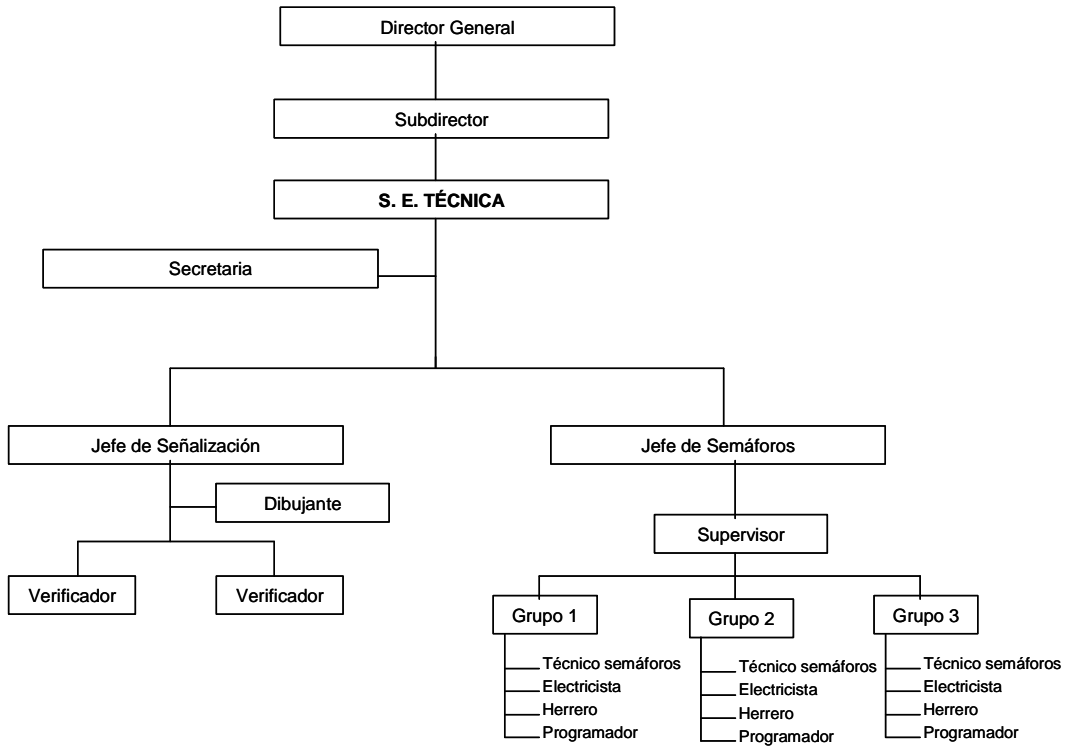 Director General
Subdirector
S. E. TÉCNICA
Secretaria
Jefe de Señalización
Jefe de Semáforos
Dibujante
Supervisor
Verificador
Verificador
Grupo 1
Técnico semáforos
Electricista
Herrero
Programador
Grupo 2
Técnico semáforos
Electricista
Herrero
Programador
Grupo 3
Técnico semáforos
Electricista
Herrero
Programador